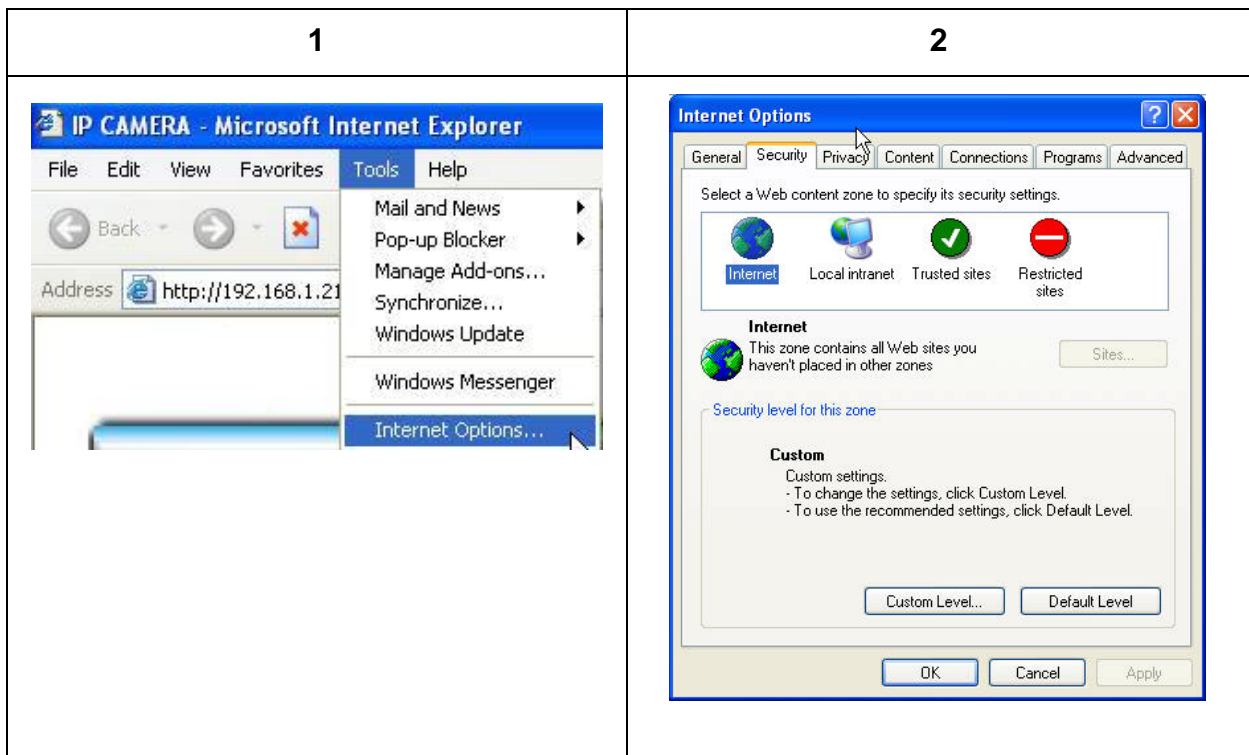 1
2
IP CAMERA - Microsoft Internet Explorer
File Edit View Favorites Tools Help
Back
Address http://192.168.1.21
Mail and News
Pop-up Blocker
Manage Add-ons...
Synchronize...
Windows Update
Windows Messenger
Internet Options...
Internet Options
General Security Privacy Content Connections Programs Advanced
Select a Web content zone to specify its security settings.
Internet Local intranet Trusted sites Restricted
sites
Internet
This zone contains all Web sites you
haven't placed in other zones
Sites...
Security level for this zone
Custom
Custom settings.
- To change the settings, click Custom Level.
- To use the recommended settings, click Default Level.
Custom Level... Default Level
OK Cancel Apply